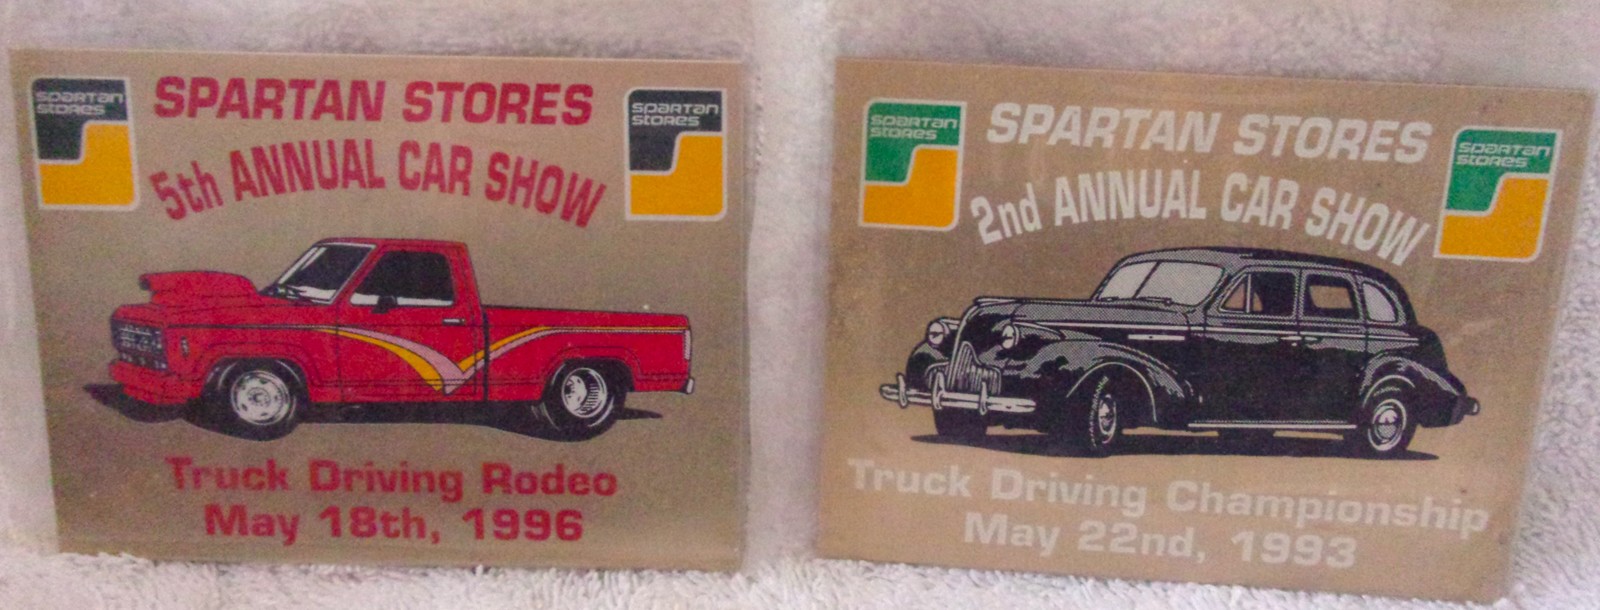 spartan
stores
SPARTAN STORES
spartan
stores
5th ANNUAL CAR SHOW
Truck Driving Rodeo
May 18th, 1996
spartan
stores
SPARTAN STORES
spartan
stores
2nd ANNUAL CAR SHOW
Truck Driving Championship
May 22nd, 1993